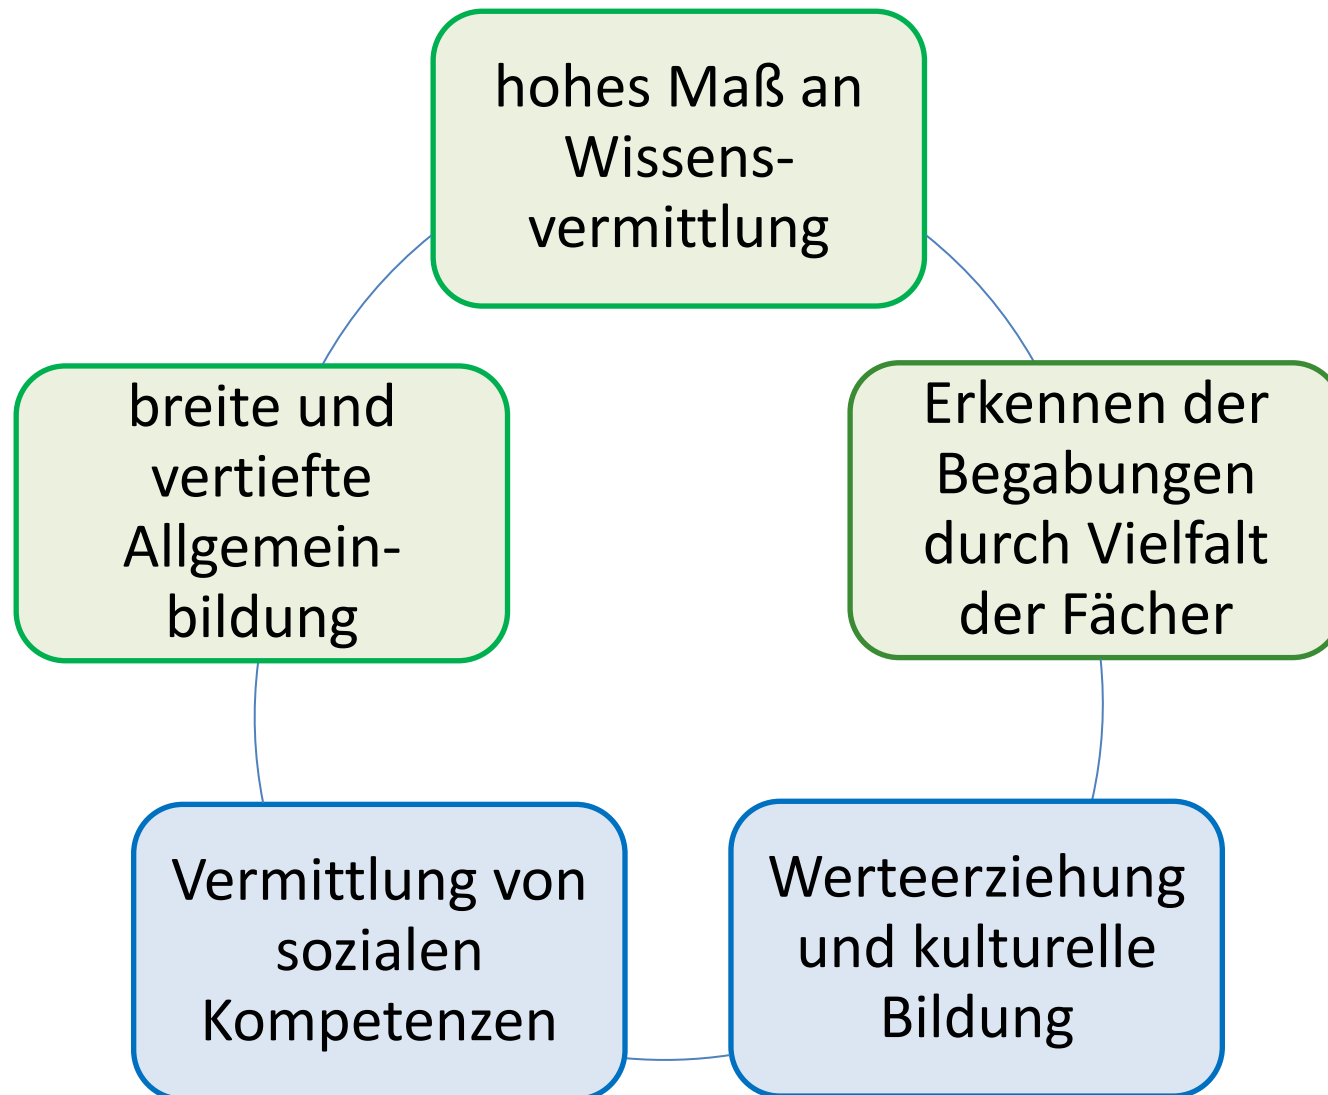 hohes Maß an
Wissens-
vermittlung
breite und
vertiefte
Allgemein-
bildung
Erkennen der
Begabungen
durch Vielfalt
der Fächer
Vermittlung von
sozialen
Kompetenzen
Werteerziehung
und kulturelle
Bildung